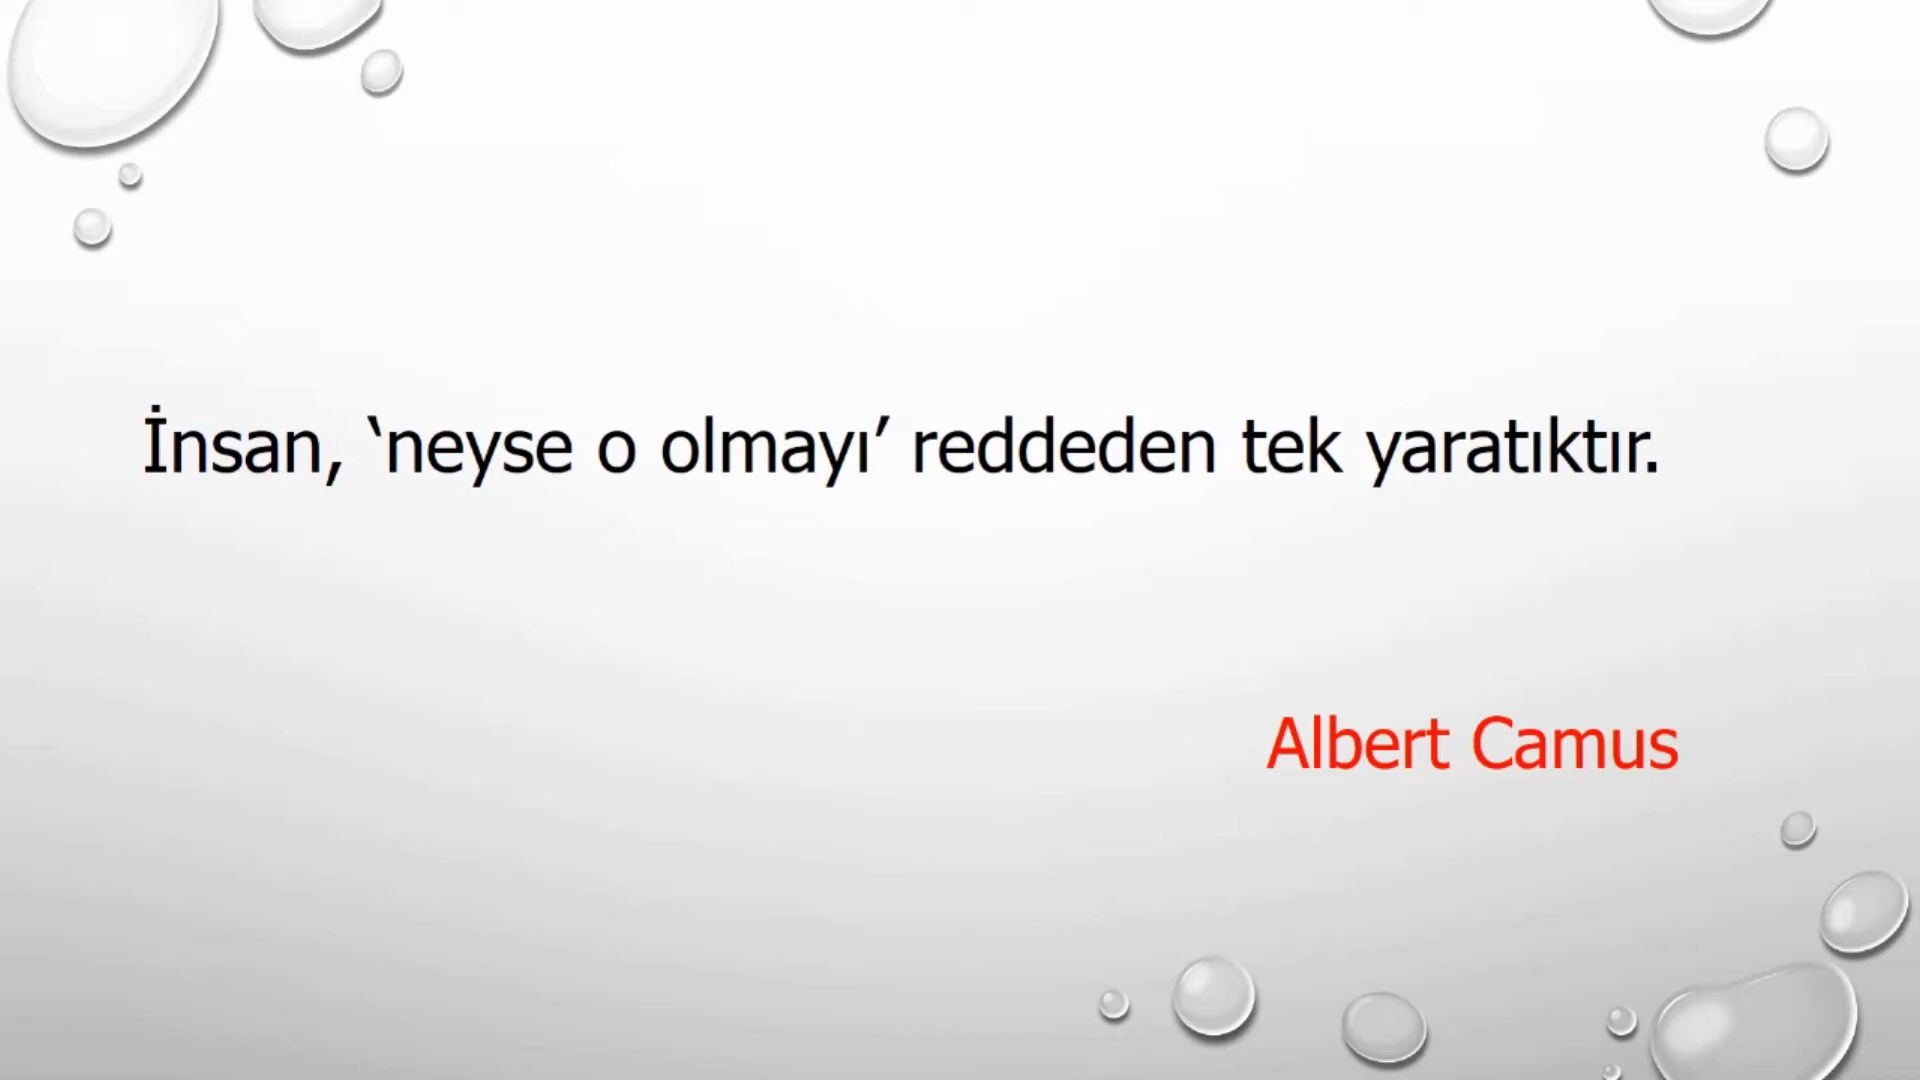 İnsan, ‘neyse o olmayı’ reddeden tek yaratıktır.
Albert Camus